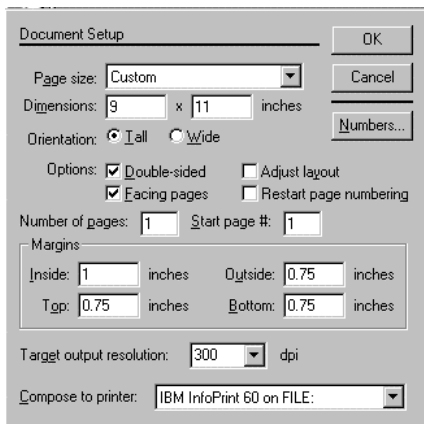 Document Setup
OK
Page size: Custom
Cancel
Dimensions: 9 x 11 inches
Numbers...
Orientation: Tall Wide
Options: Double-sided Adjust layout
Facing pages Restart page numbering
Number of pages: 1 Start page #: 1
Margins
Inside: 1 inches Outside: 0.75 inches
Top: 0.75 inches Bottom: 0.75 inches
Target output resolution: 300 dpi
Compose to printer: IBM InfoPrint 60 on FILE: